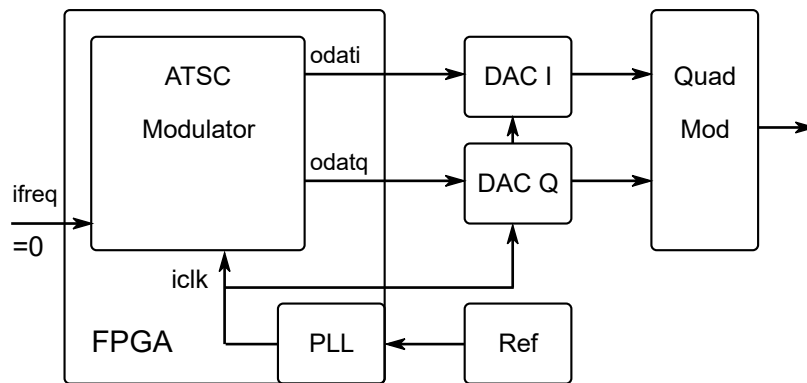 odati
ATSC
Modulator
DAC I
Quad
Mod
odatq
DAC Q
ifreq
=0
iclk
FPGA
PLL
Ref